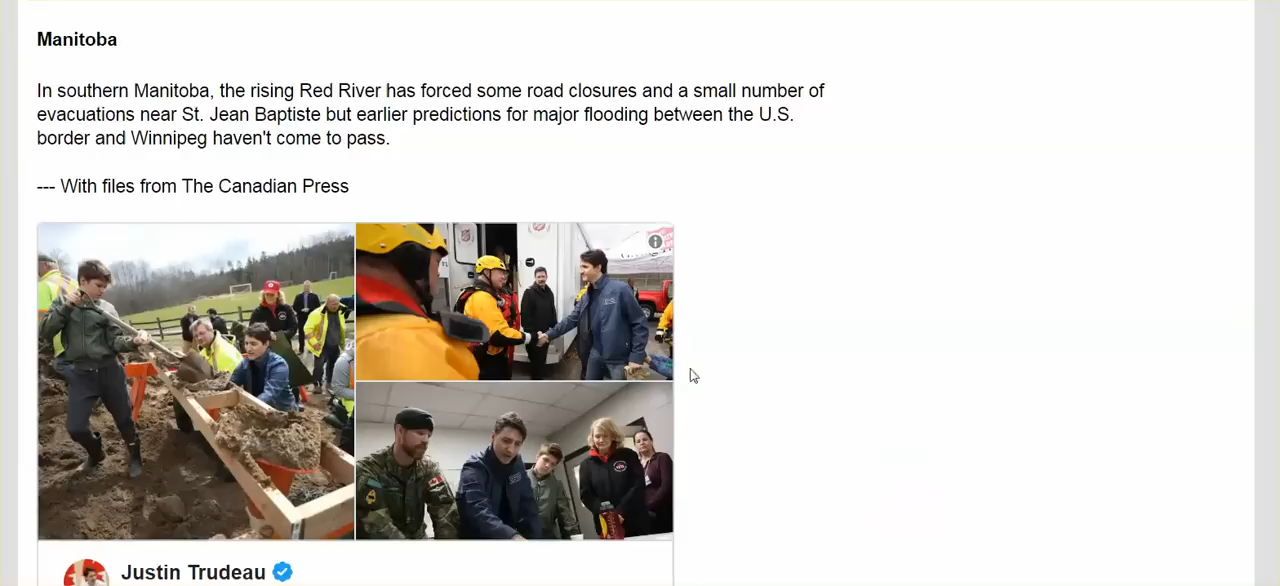 Manitoba
In southern Manitoba, the rising Red River has forced some road closures and a small number of
evacuations near St. Jean Baptiste but earlier predictions for major flooding between the U.S.
border and Winnipeg haven't come to pass.
--- With files from The Canadian Press
Justin Trudeau